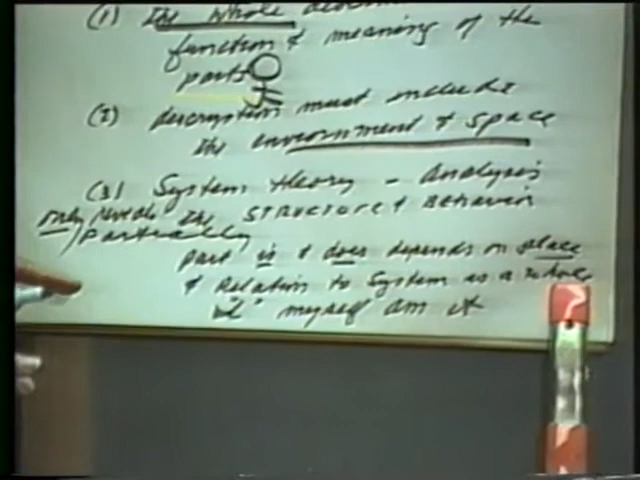 (1) The whole
function & meaning of the
parts
(2) description must include
the environment & space
(3) System theory - Analysis
only reveals the STRUCTURE & Behavior
partially
part is & does depends on place
& Relation to System as a whole
"I" myself am it